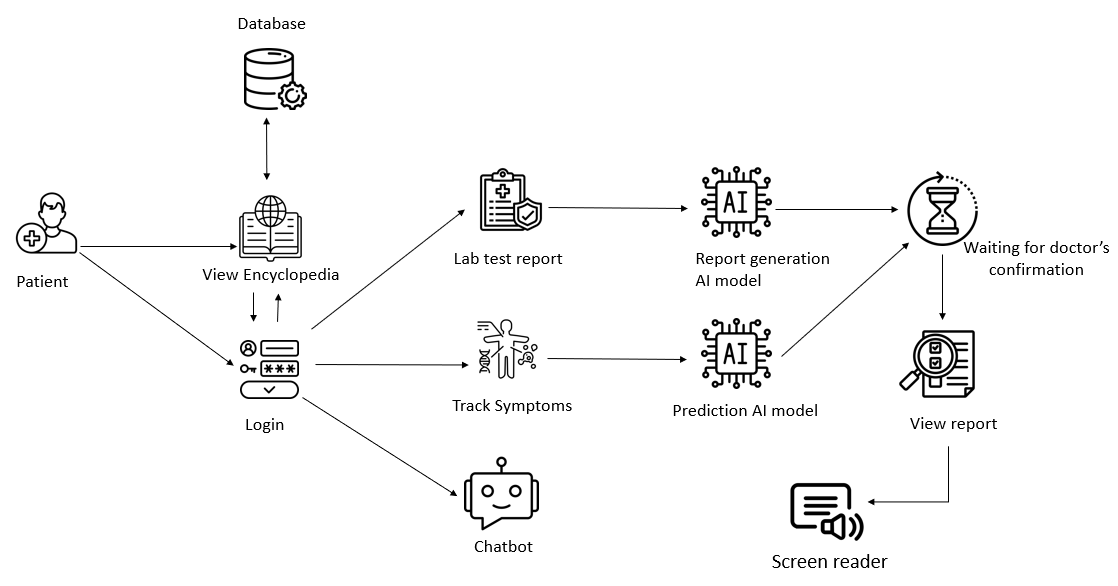 Database
Patient
View Encyclopedia
Login
Lab test report
AI
Report generation
AI model
Waiting for doctor's
confirmation
Track Symptoms
AI
Prediction AI model
View report
Chatbot
Screen reader
***